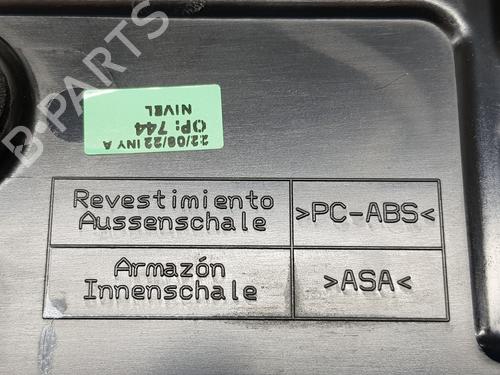 22/08/22 INY A
OP: 744
NIVEL
Revestimiento
Aussenschale
>PC-ABS<
Armazón
Innenschale
>ASA<
B-PARTS